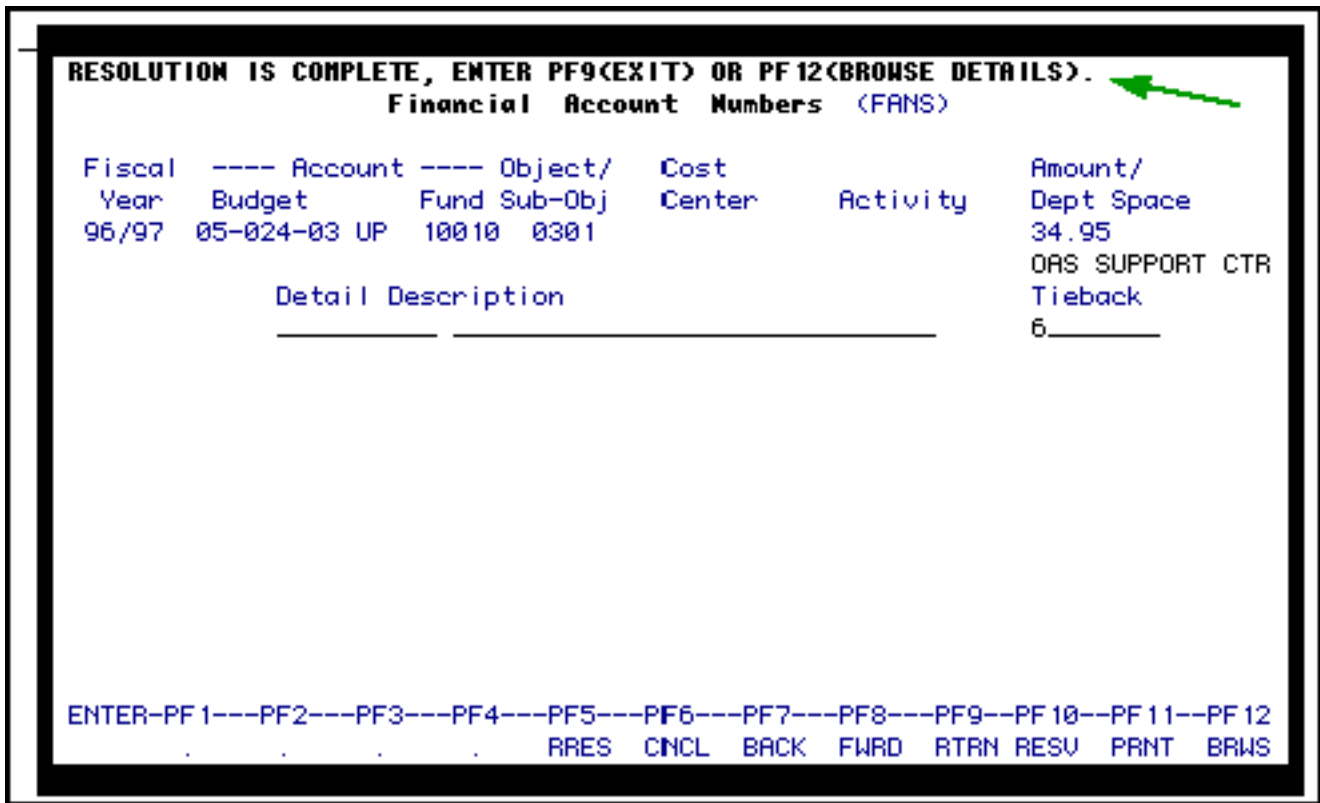 RESOLUTION IS COMPLETE, ENTER PF9(EXIT) OR PF12(BROWSE DETAILS).
Financial Account Numbers (FANS)
Fiscal ---- Account ---- Object/ Cost Amount/
Year Budget Fund Sub-Obj Center Activity Dept Space
96/97 05-024-03 UP 10010 0301 34.95
OAS SUPPORT CTR
Detail Description Tieback
__________ ______________________________ 6_______
ENTER-PF1---PF2---PF3---PF4---PF5---PF6---PF7---PF8---PF9--PF10--PF11--PF12
. . . . RRES CNCL BACK FWRD RTRN RESV PRNT BRWS